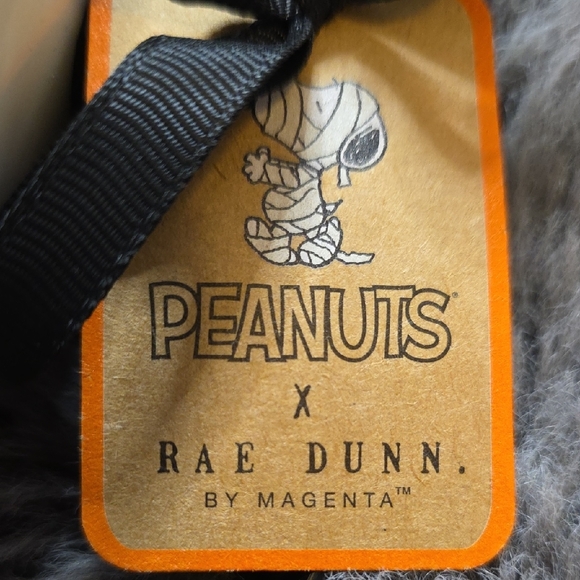 PEANUTS®
X
RAE DUNN.
BY MAGENTA™